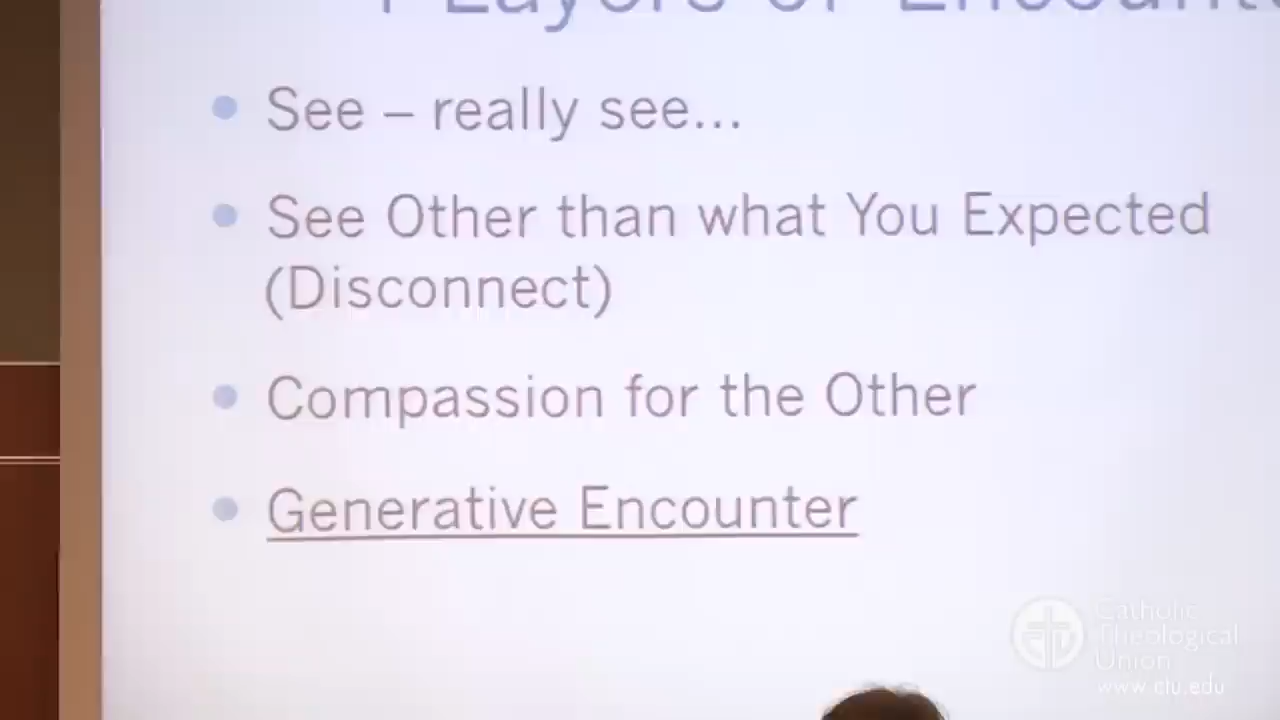 Layers of
See – really see...
See Other than what You Expected
(Disconnect)
Compassion for the Other
Generative Encounter
Catholic
Theological
Union
www.ctu.edu